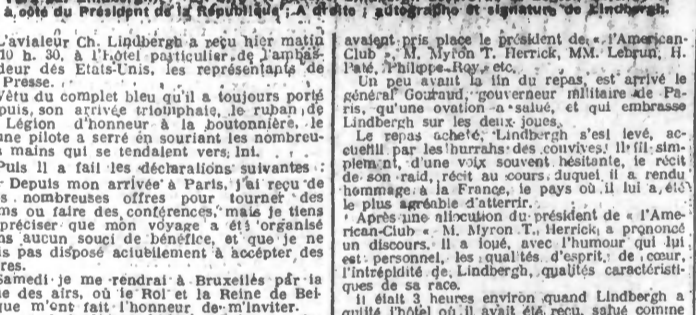 à côté du Président de la République ; A droite ; autographe et signature de Lindbergh.
L'aviateur Ch. Lindbergh a reçu hier matin
10 h. 30, à l'hôtel particulier de l'ambas-
deur des Etats-Unis, les représentants de
Presse.
Vêtu du complet bleu qu'il a toujours porté
puis son arrivée triomphale, le ruban de
Légion d'honneur à la boutonnière, le
une pilote a serré en souriant les nombreu-
mains qui se tendaient vers lui.
Puis il a fait les déclarations suivantes :
- Depuis mon arrivée à Paris, j'ai reçu de
s nombreuses offres pour tourner des
ms ou faire des conférences, mais je tiens
préciser que mon voyage a été organisé
ns aucun souci de bénéfice, et que je ne
is pas disposé actuellement à accepter des
res.
Samedi je me rendrai à Bruxelles par la
ie des airs, où le Roi et la Reine de Bel-
que m'ont fait l'honneur de m'inviter.
avaient pris place le président de « l'American-
Club », M. Myron T. Herrick, MM. Lebrun, H.
Paté, Philippe Roy, etc.
Un peu avant la fin du repas, est arrivé le
général Gouraud, gouverneur militaire de Pa-
ris, qu'une ovation a salué, et qui embrasse
Lindbergh sur les deux joues.
Le repas acheté, Lindbergh s'est levé, ac-
cueilli par les hurrahs des convives. Il fit sim-
plement, d'une voix souvent hésitante, le récit
de son raid, récit au cours duquel il a rendu
hommage à la France, le pays où il lui a été
le plus agréable d'atterrir.
Après une allocution du président de « l'Ame-
rican-Club » M. Myron T. Herrick a prononcé
un discours. Il a loué, avec l'humour qui lui
est personnel, les qualités d'esprit, de cœur,
l'intrépidité de Lindbergh, qualités caractéristi-
ques de sa race.
Il était 3 heures environ quand Lindbergh a
quitté l'hôtel où il avait été reçu, salué comme